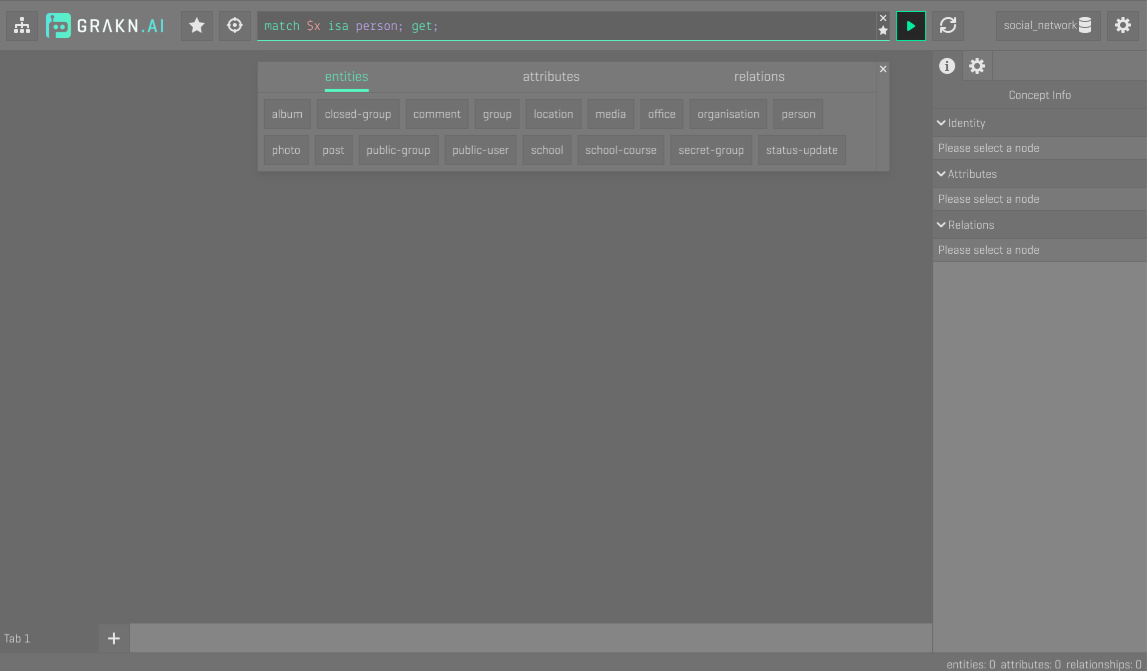 GRAKN.AI
match $x isa person; get;
social_network
entities attributes relations
album closed-group comment group location media office organisation person
photo post public-group public-user school school-course secret-group status-update
Concept Info
Identity
Please select a node
Attributes
Please select a node
Relations
Please select a node
Tab 1
entities: 0 attributes: 0 relationships: 0